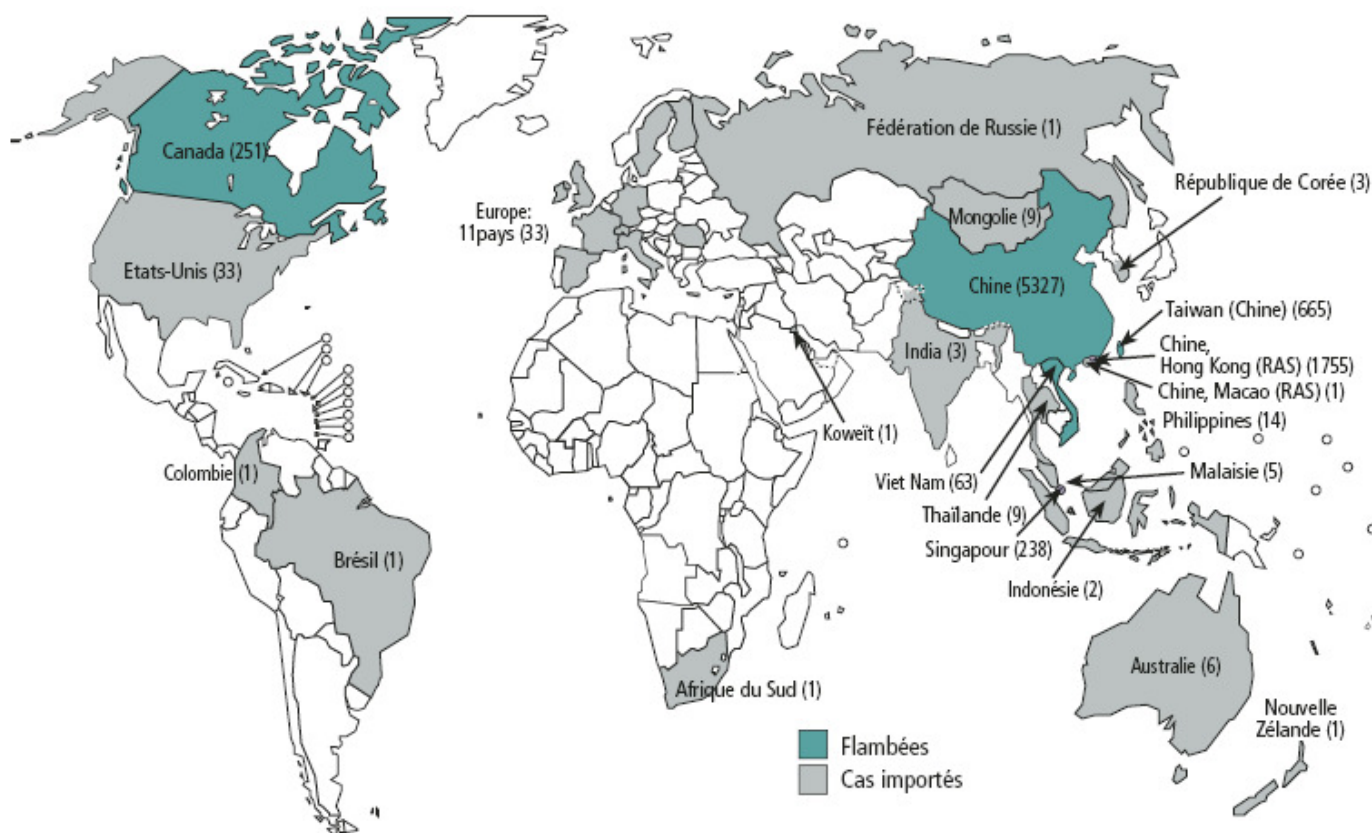 Canada (251)
Etats-Unis (33)
Colombie (1)
Brésil (1)
Europe:
11pays (33)
Afrique du Sud (1)
Koweït (1)
Fédération de Russie (1)
Mongolie (9)
Chine (5327)
India (3)
République de Corée (3)
Taiwan (Chine) (665)
Chine,
Hong Kong (RAS) (1755)
Chine, Macao (RAS) (1)
Philippines (14)
Viet Nam (63)
Malaisie (5)
Thaïlande (9)
Singapour (238)
Indonésie (2)
Australie (6)
Nouvelle
Zélande (1)
Flambées
Cas importés